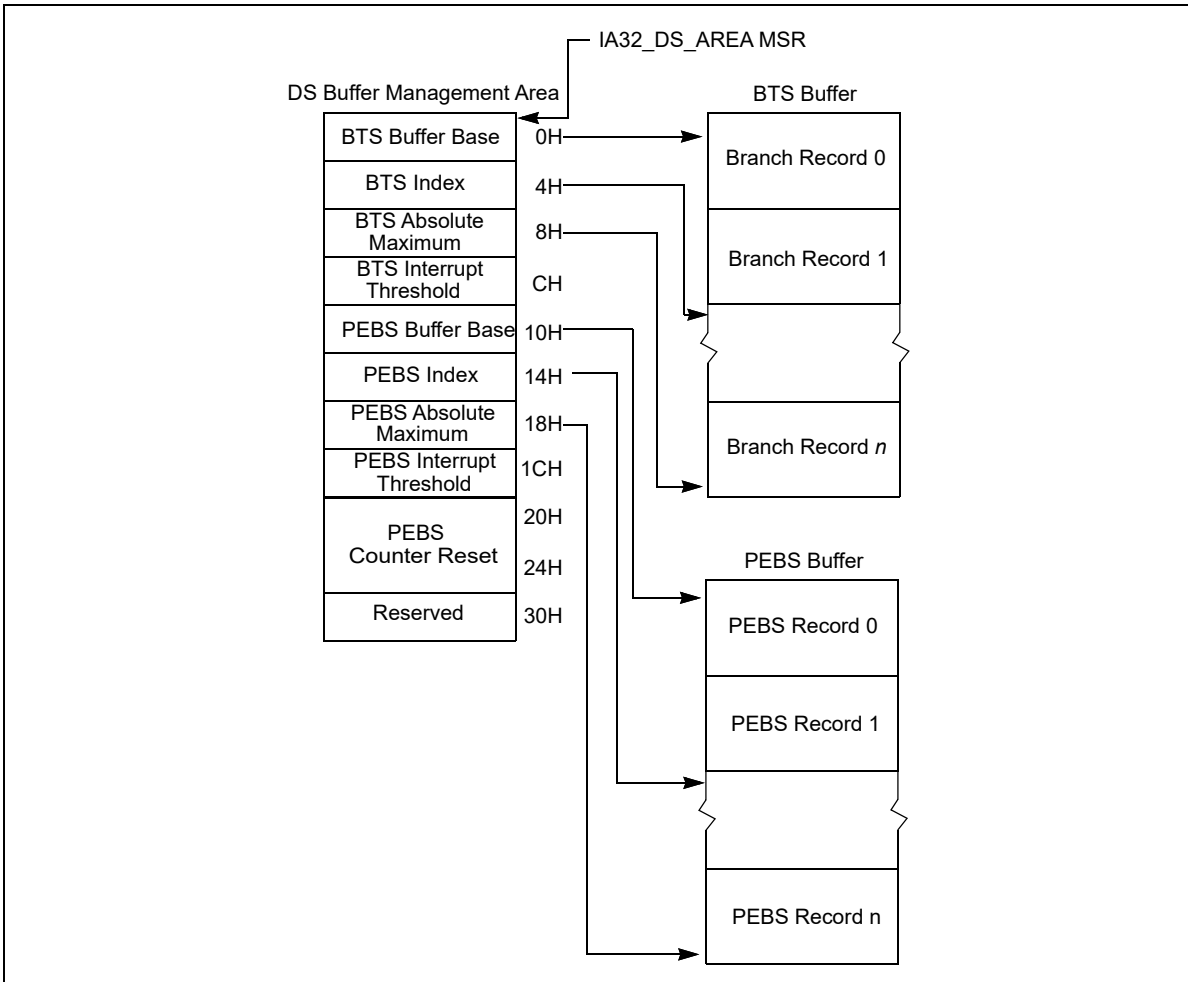 IA32_DS_AREA MSR
DS Buffer Management Area
BTS Buffer Base 0H
BTS Index 4H
BTS Absolute
Maximum 8H
BTS Interrupt
Threshold CH
PEBS Buffer Base 10H
PEBS Index 14H
PEBS Absolute
Maximum 18H
PEBS Interrupt
Threshold 1CH
20H
PEBS
Counter Reset
24H
Reserved 30H
BTS Buffer
Branch Record 0
Branch Record 1
Branch Record n
PEBS Buffer
PEBS Record 0
PEBS Record 1
PEBS Record n